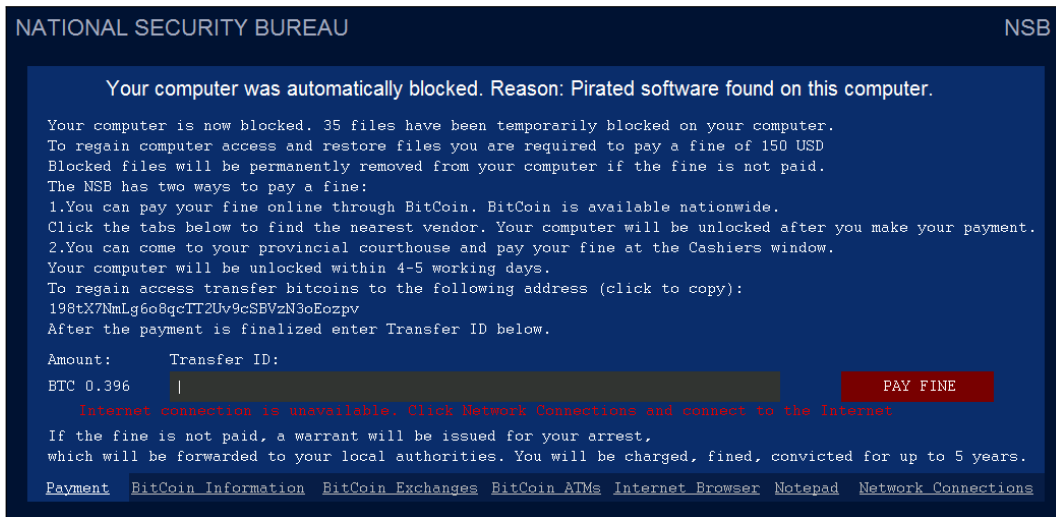 NATIONAL SECURITY BUREAU NSB
Your computer was automatically blocked. Reason: Pirated software found on this computer.
Your computer is now blocked. 35 files have been temporarily blocked on your computer.
To regain computer access and restore files you are required to pay a fine of 150 USD
Blocked files will be permanently removed from your computer if the fine is not paid.
The NSB has two ways to pay a fine:
1.You can pay your fine online through BitCoin. BitCoin is available nationwide.
Click the tabs below to find the nearest vendor. Your computer will be unlocked after you make your payment.
2.You can come to your provincial courthouse and pay your fine at the Cashiers window.
Your computer will be unlocked within 4-5 working days.
To regain access transfer bitcoins to the following address (click to copy):
198tX7NmLg6o8qcTT2Uv9cSBVzN3oEozpv
After the payment is finalized enter Transfer ID below.
Amount: Transfer ID:
BTC 0.396 PAY FINE
Internet connection is unavailable. Click Network Connections and connect to the Internet
If the fine is not paid, a warrant will be issued for your arrest,
which will be forwarded to your local authorities. You will be charged, fined, convicted for up to 5 years.
Payment BitCoin Information BitCoin Exchanges BitCoin ATMs Internet Browser Notepad Network Connections